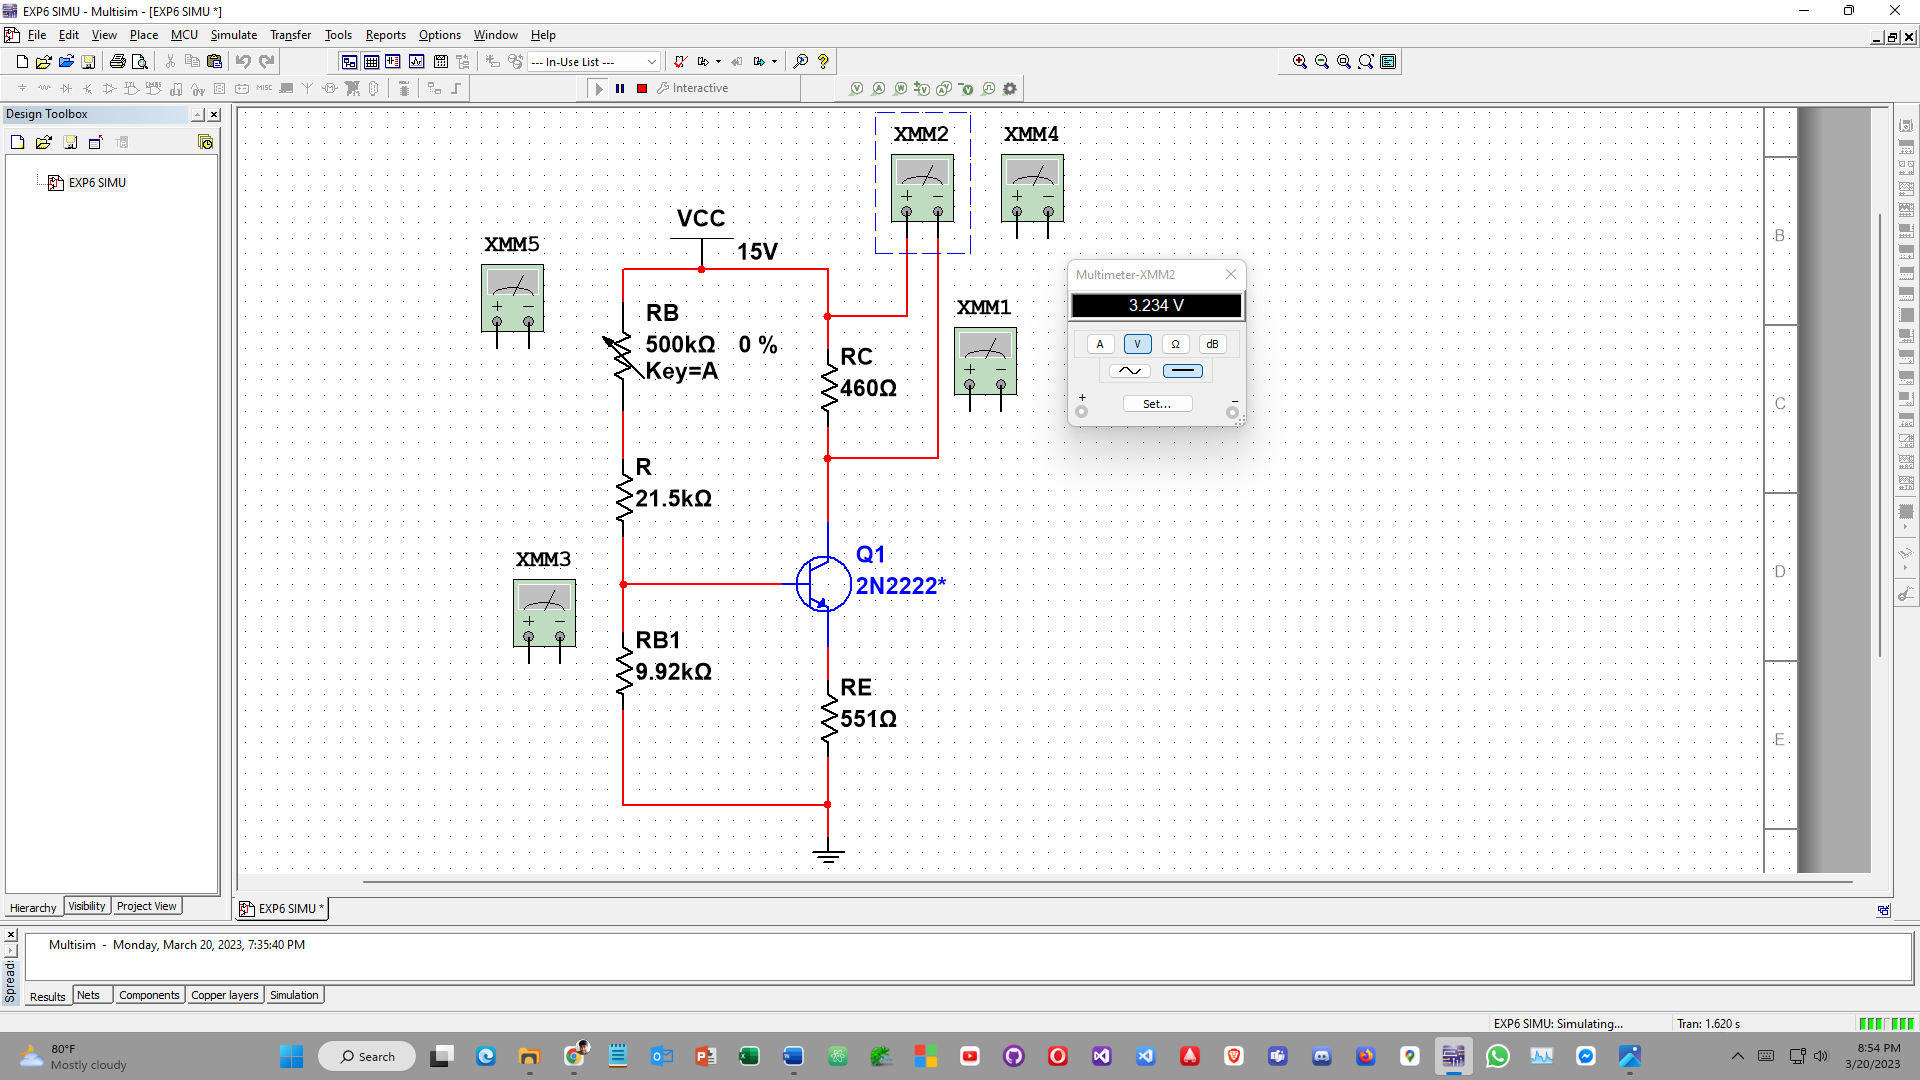 EXP6 SIMU - Multisim - [EXP6 SIMU *]
File Edit View Place MCU Simulate Transfer Tools Reports Options Window Help
--- In-Use List ---
Interactive
Design Toolbox
EXP6 SIMU
XMM2
XMM4
VCC
15V
XMM5
XMM1
RB
500kΩ 0 %
Key=A
RC
460Ω
Multimeter-XMM2
3.234 V
A V Ω dB
Set...
+ −
R
21.5kΩ
XMM3
Q1
2N2222*
RB1
9.92kΩ
RE
551Ω
B
C
D
E
Hierarchy Visibility Project View
EXP6 SIMU *
Multisim - Monday, March 20, 2023, 7:35:40 PM
Results Nets Components Copper layers Simulation
EXP6 SIMU: Simulating... Tran: 1.620 s
80°F
Mostly cloudy
Search
8:54 PM
3/20/2023